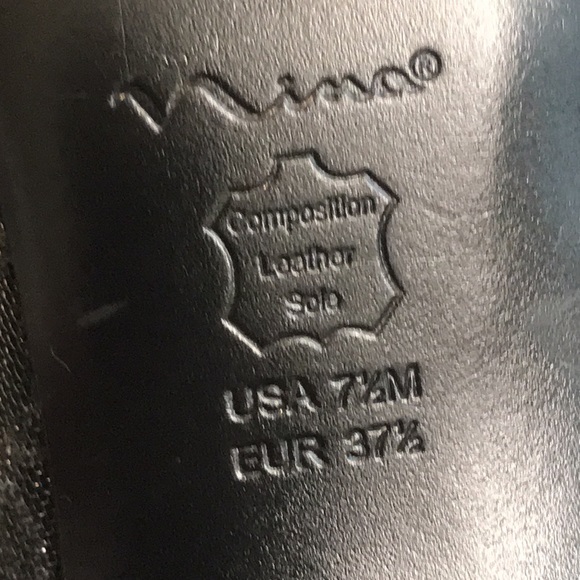 Nina®
Composition
Leather
Sole
USA 7½M
EUR 37½